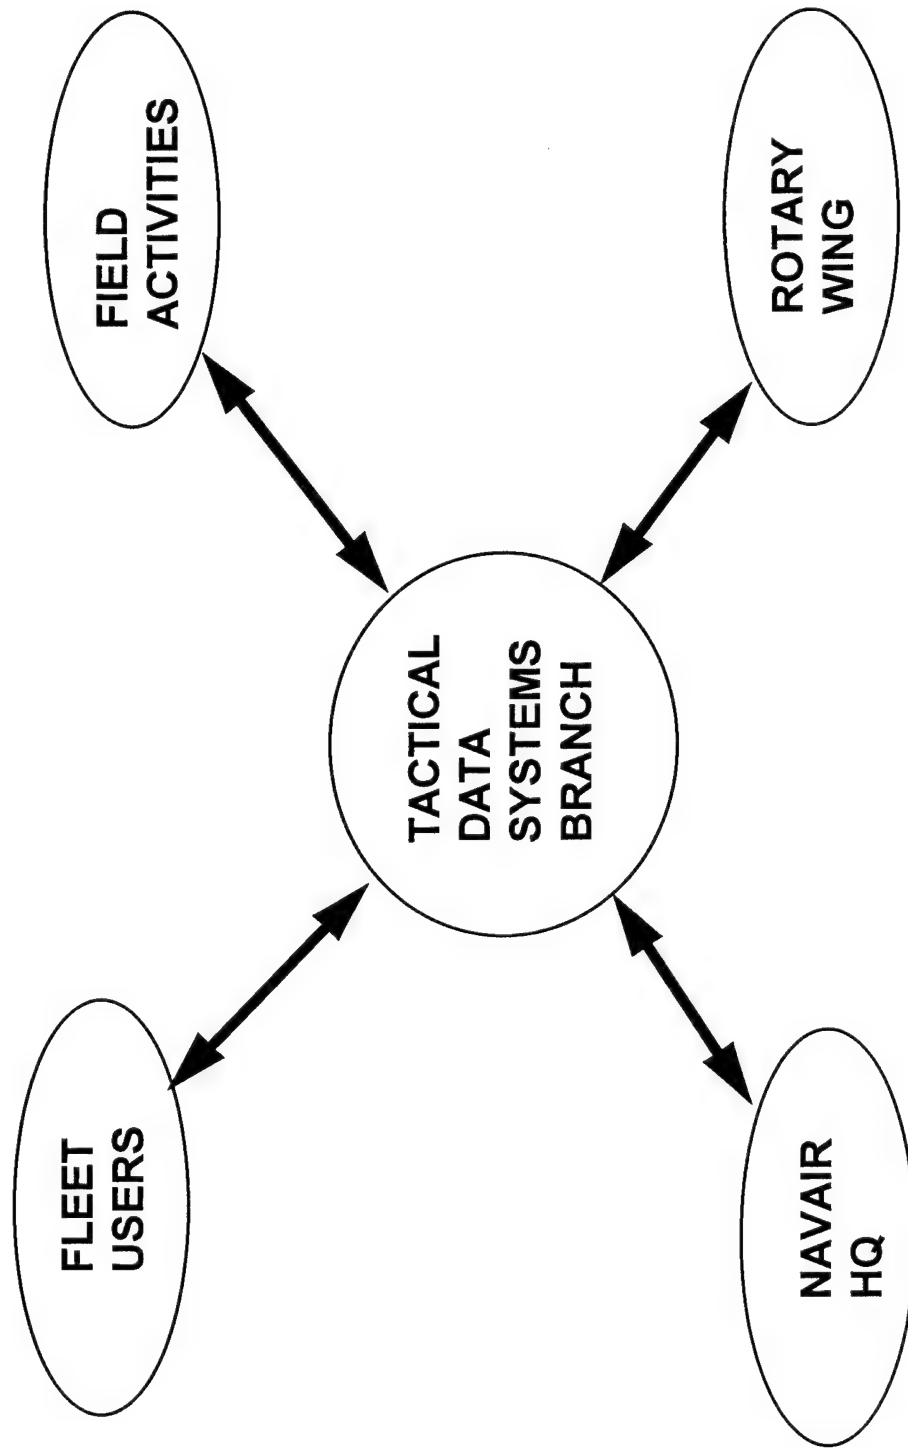 FLEET
USERS
FIELD
ACTIVITIES
TACTICAL
DATA
SYSTEMS
BRANCH
NAVAIR
HQ
ROTARY
WING